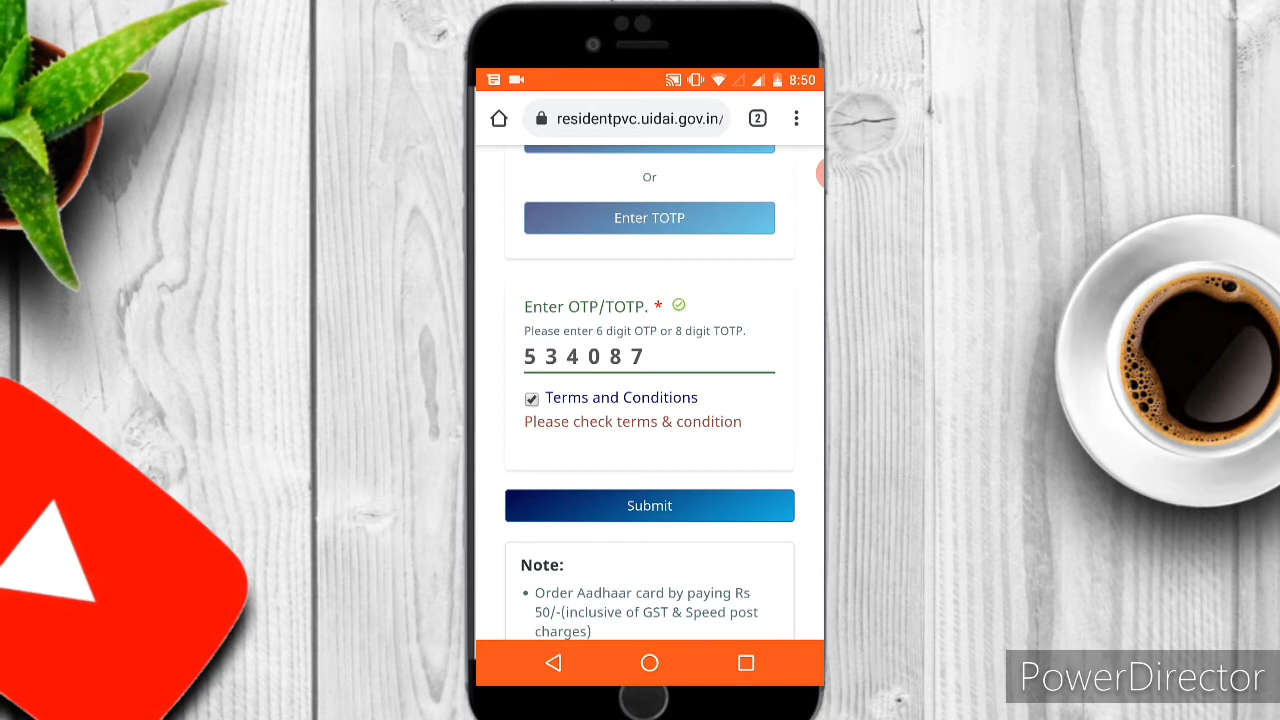 8:50
residentpvc.uidai.gov.in/
2
Or
Enter TOTP
Enter OTP/TOTP. *
Please enter 6 digit OTP or 8 digit TOTP.
5 3 4 0 8 7
Terms and Conditions
Please check terms & condition
Submit
Note:
• Order Aadhaar card by paying Rs
50/-(inclusive of GST & Speed post
charges)
PowerDirector